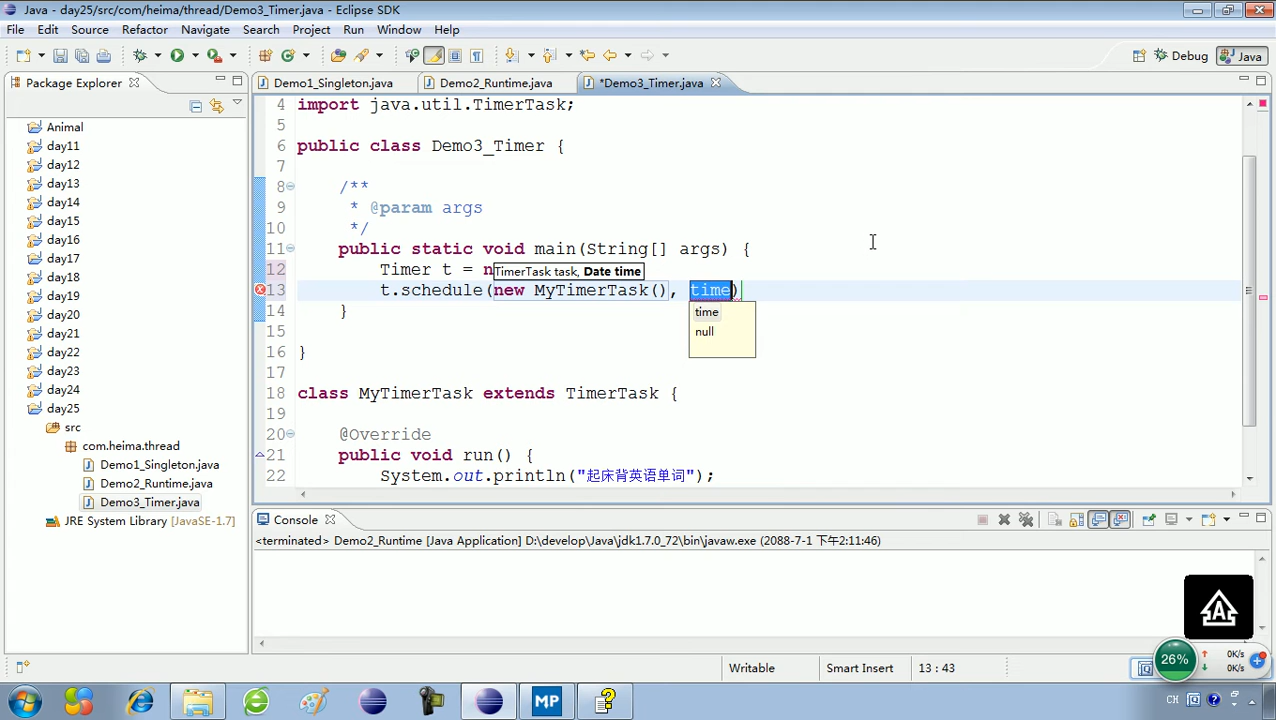 Java - day25/src/com/heima/thread/Demo3_Timer.java - Eclipse SDK
File Edit Source Refactor Navigate Search Project Run Window Help
Debug Java
Package Explorer
Demo1_Singleton.java Demo2_Runtime.java *Demo3_Timer.java
Animal
day11
day12
day13
day14
day15
day16
day17
day18
day19
day20
day21
day22
day23
day24
day25
src
com.heima.thread
Demo1_Singleton.java
Demo2_Runtime.java
Demo3_Timer.java
JRE System Library [JavaSE-1.7]
4 import java.util.TimerTask;
5
6 public class Demo3_Timer {
7
8 /**
9 * @param args
10 */
11 public static void main(String[] args) {
12 Timer t = n
TimerTask task, Date time
13 t.schedule(new MyTimerTask(), time)
time
null
14 }
15
16 }
17
18 class MyTimerTask extends TimerTask {
19
20 @Override
21 public void run() {
22 System.out.println("起床背英语单词");
Console
<terminated> Demo2_Runtime [Java Application] D:\develop\Java\jdk1.7.0_72\bin\javaw.exe (2088-7-1 下午2:11:46)
A
Writable Smart Insert 13 : 43
26% 0K/s
0K/s
MP CH